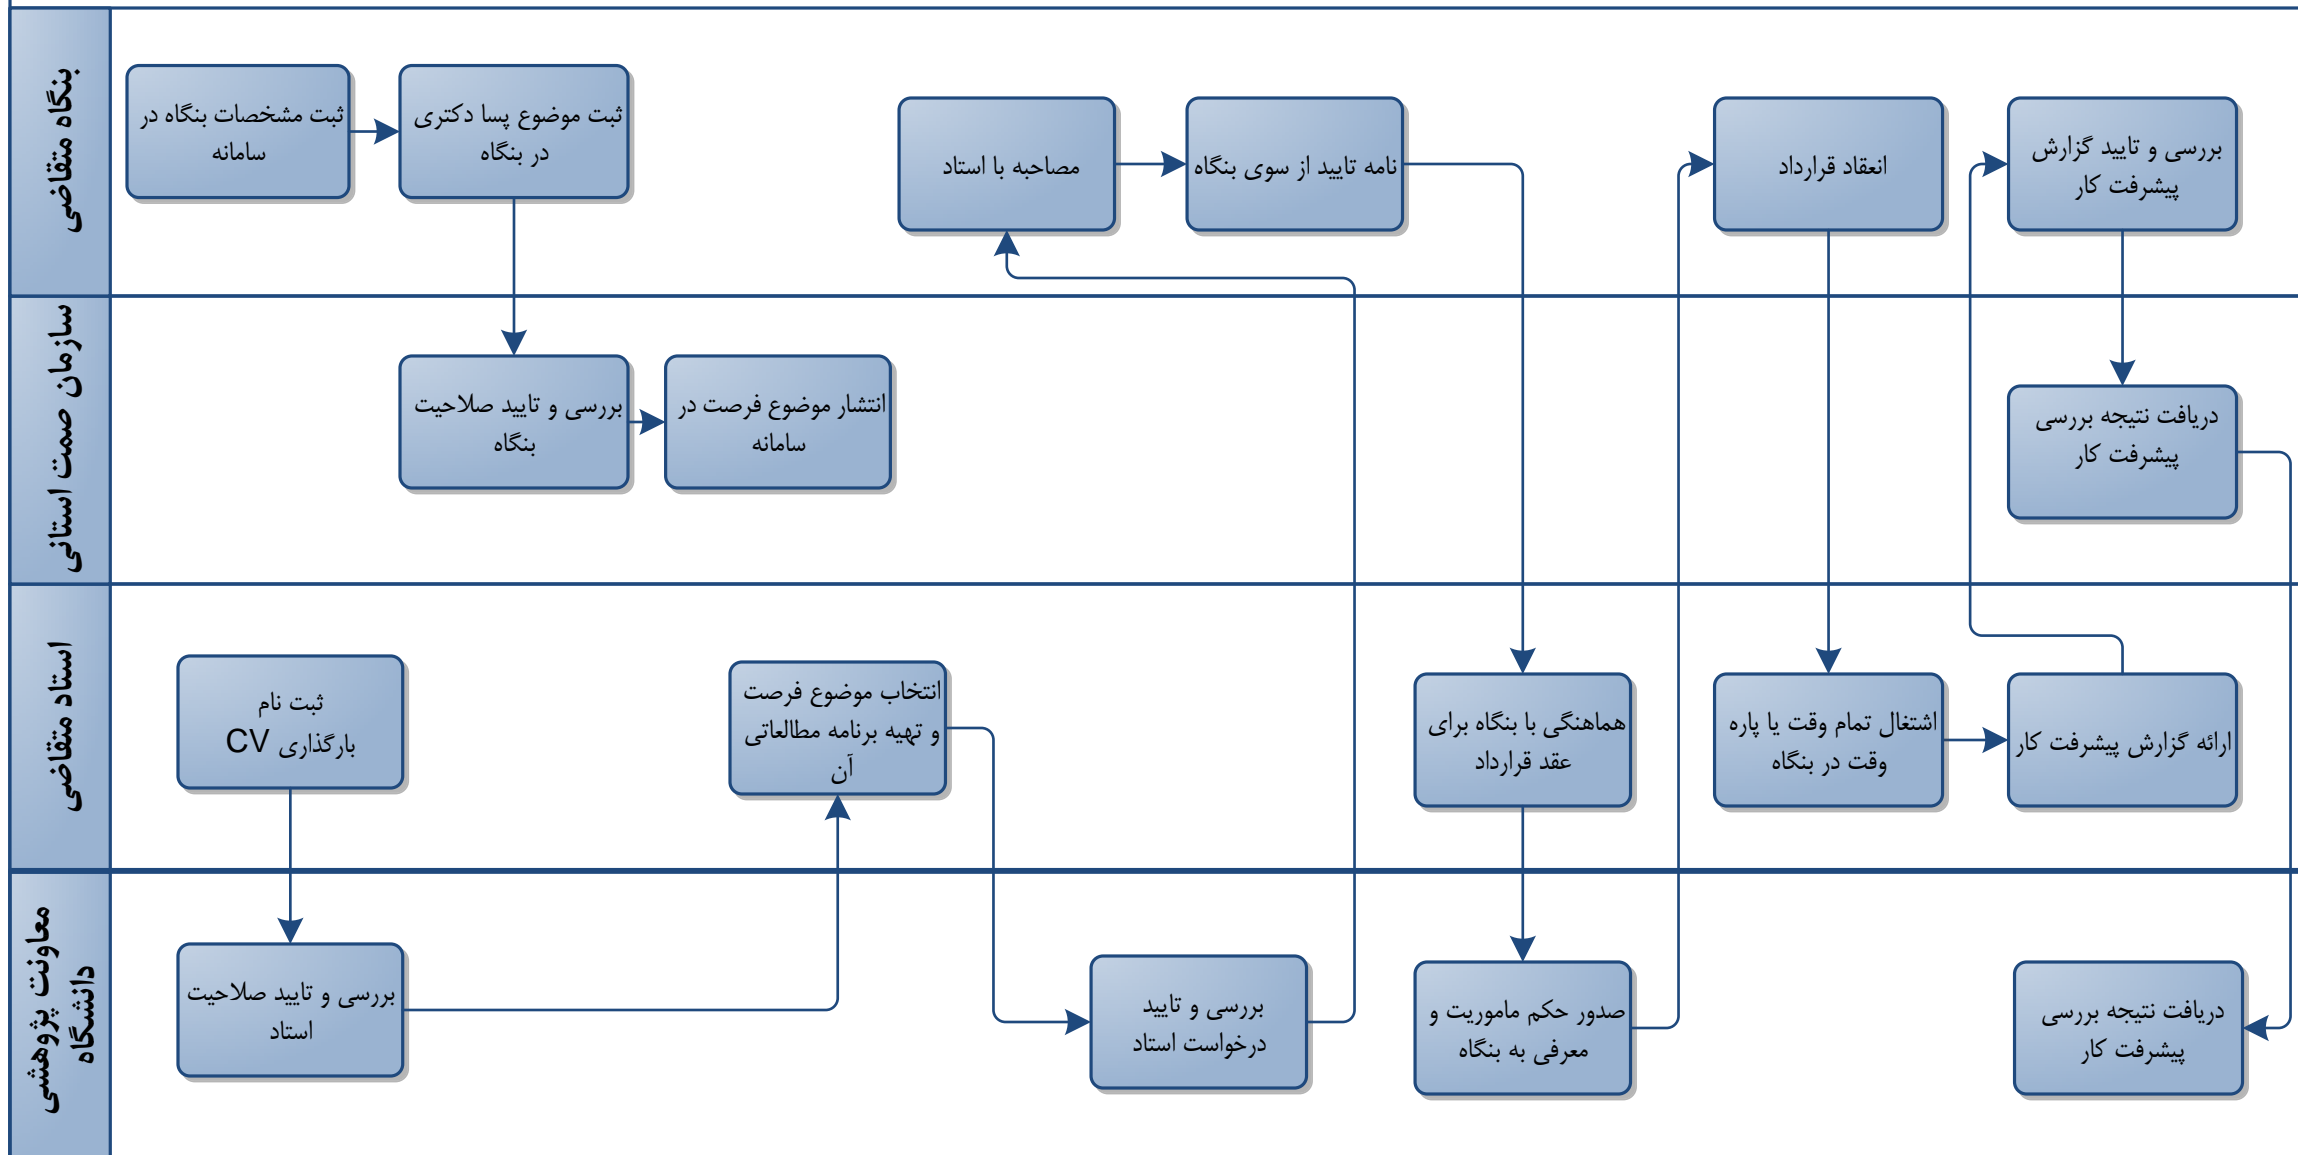 بنگاه متقاضی
ثبت مشخصات بنگاه در
سامانه
ثبت موضوع پسا دکتری
در بنگاه
مصاحبه با استاد
نامه تایید از سوی بنگاه
انعقاد قرارداد
بررسی و تایید گزارش
پیشرفت کار
سازمان صمت استانی
بررسی و تایید صلاحیت
بنگاه
انتشار موضوع فرصت در
سامانه
دریافت نتیجه بررسی
پیشرفت کار
استاد متقاضی
ثبت نام
بارگذاری CV
انتخاب موضوع فرصت
و تهیه برنامه مطالعاتی
آن
هماهنگی با بنگاه برای
عقد قرارداد
اشتغال تمام وقت یا پاره
وقت در بنگاه
ارائه گزارش پیشرفت کار
معاونت پژوهشی
دانشگاه
بررسی و تایید صلاحیت
استاد
بررسی و تایید
درخواست استاد
صدور حکم ماموریت و
معرفی به بنگاه
دریافت نتیجه بررسی
پیشرفت کار